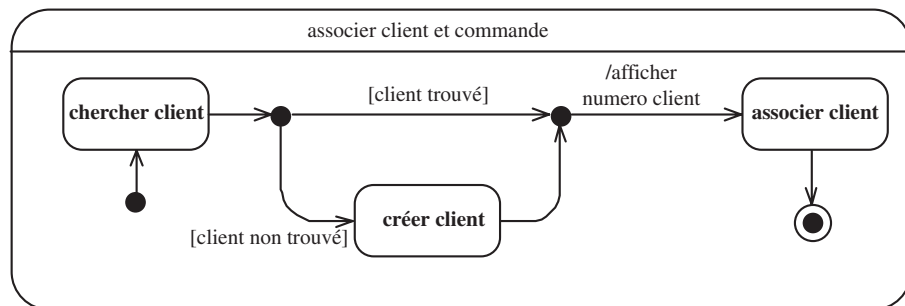 associer client et commande
/afficher
numero client
[client trouvé]
chercher client
associer client
créer client
[client non trouvé]